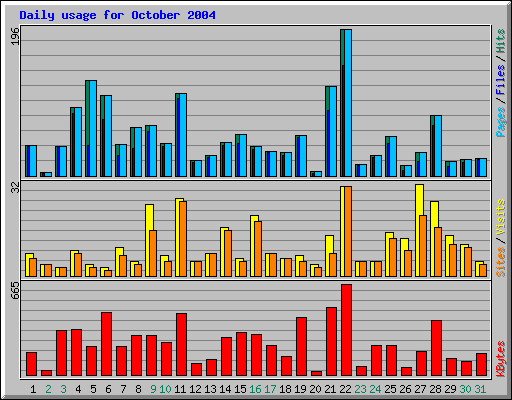 Daily usage for October 2004
196
32
665
Pages / Files / Hits
Sites / Visits
KBytes
1 2 3 4 5 6 7 8 9 10 11 12 13 14 15 16 17 18 19 20 21 22 23 24 25 26 27 28 29 30 31